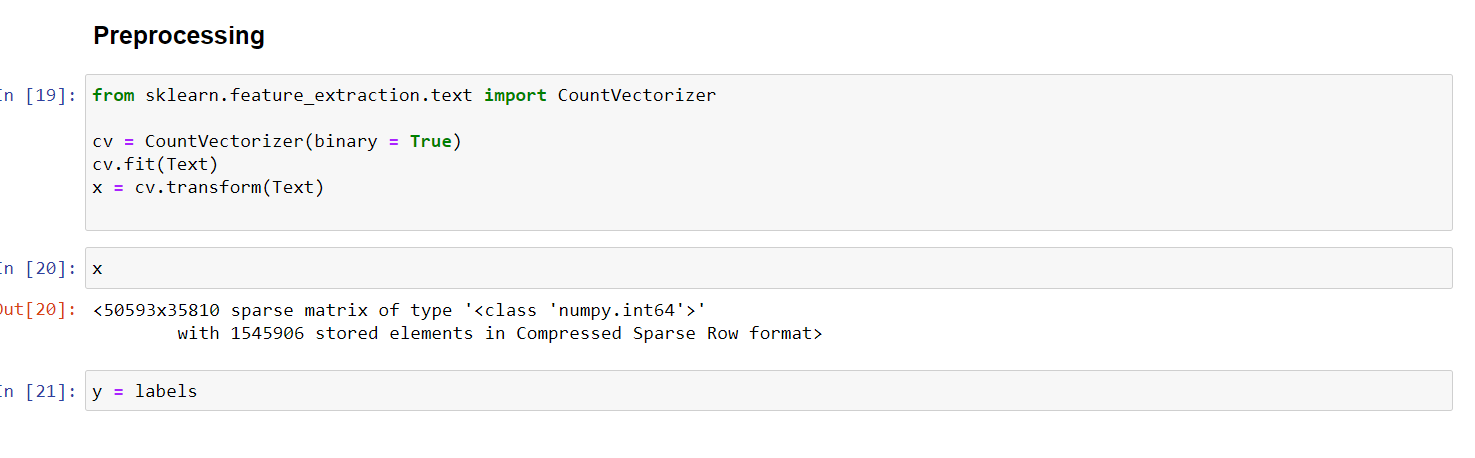 Preprocessing
In [19]:
from sklearn.feature_extraction.text import CountVectorizer
cv = CountVectorizer(binary = True)
cv.fit(Text)
x = cv.transform(Text)
In [20]:
x
Out[20]:
<50593x35810 sparse matrix of type '<class 'numpy.int64'>'
with 1545906 stored elements in Compressed Sparse Row format>
In [21]:
y = labels